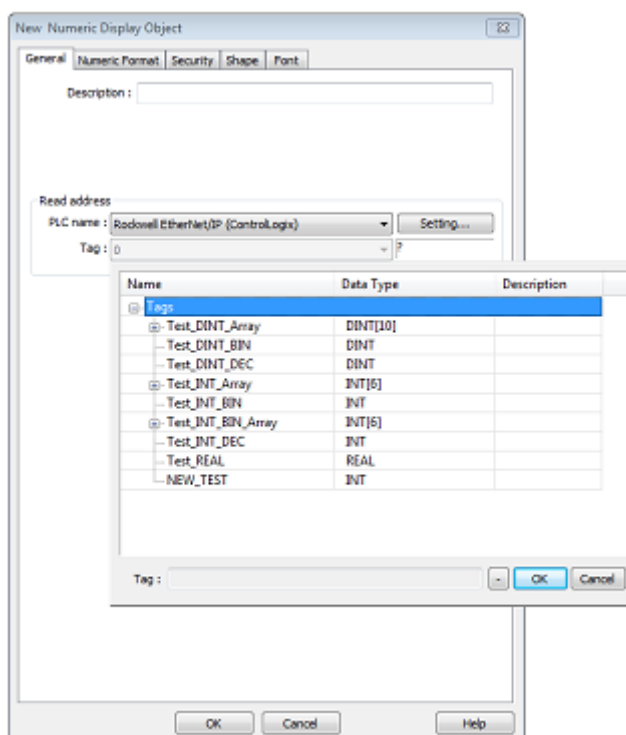 New Numeric Display Object
General Numeric Format Security Shape Font
Description :
Read address
PLC name : Rockwell EtherNet/IP (ControlLogix) Setting...
Tag : 0 ?
Name Data Type Description
Tags
Test_DINT_Array DINT[10]
Test_DINT_BIN DINT
Test_DINT_DEC DINT
Test_INT_Array INT[6]
Test_INT_BIN INT
Test_INT_BIN_Array INT[6]
Test_INT_DEC INT
Test_REAL REAL
NEW_TEST INT
Tag : - OK Cancel
OK Cancel Help